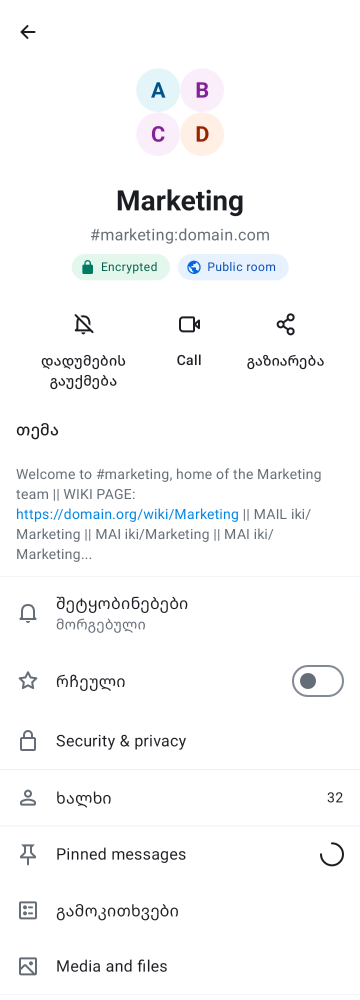 A B
C D
Marketing
#marketing:domain.com
Encrypted Public room
დადუმების გაუქმება
Call
გაზიარება
თემა
Welcome to #marketing, home of the Marketing
team || WIKI PAGE:
https://domain.org/wiki/Marketing || MAIL iki/
Marketing || MAI iki/Marketing || MAI iki/
Marketing...
შეტყობინებები
მორგებული
რჩეული
Security & privacy
ხალხი 32
Pinned messages
გამოკითხვები
Media and files